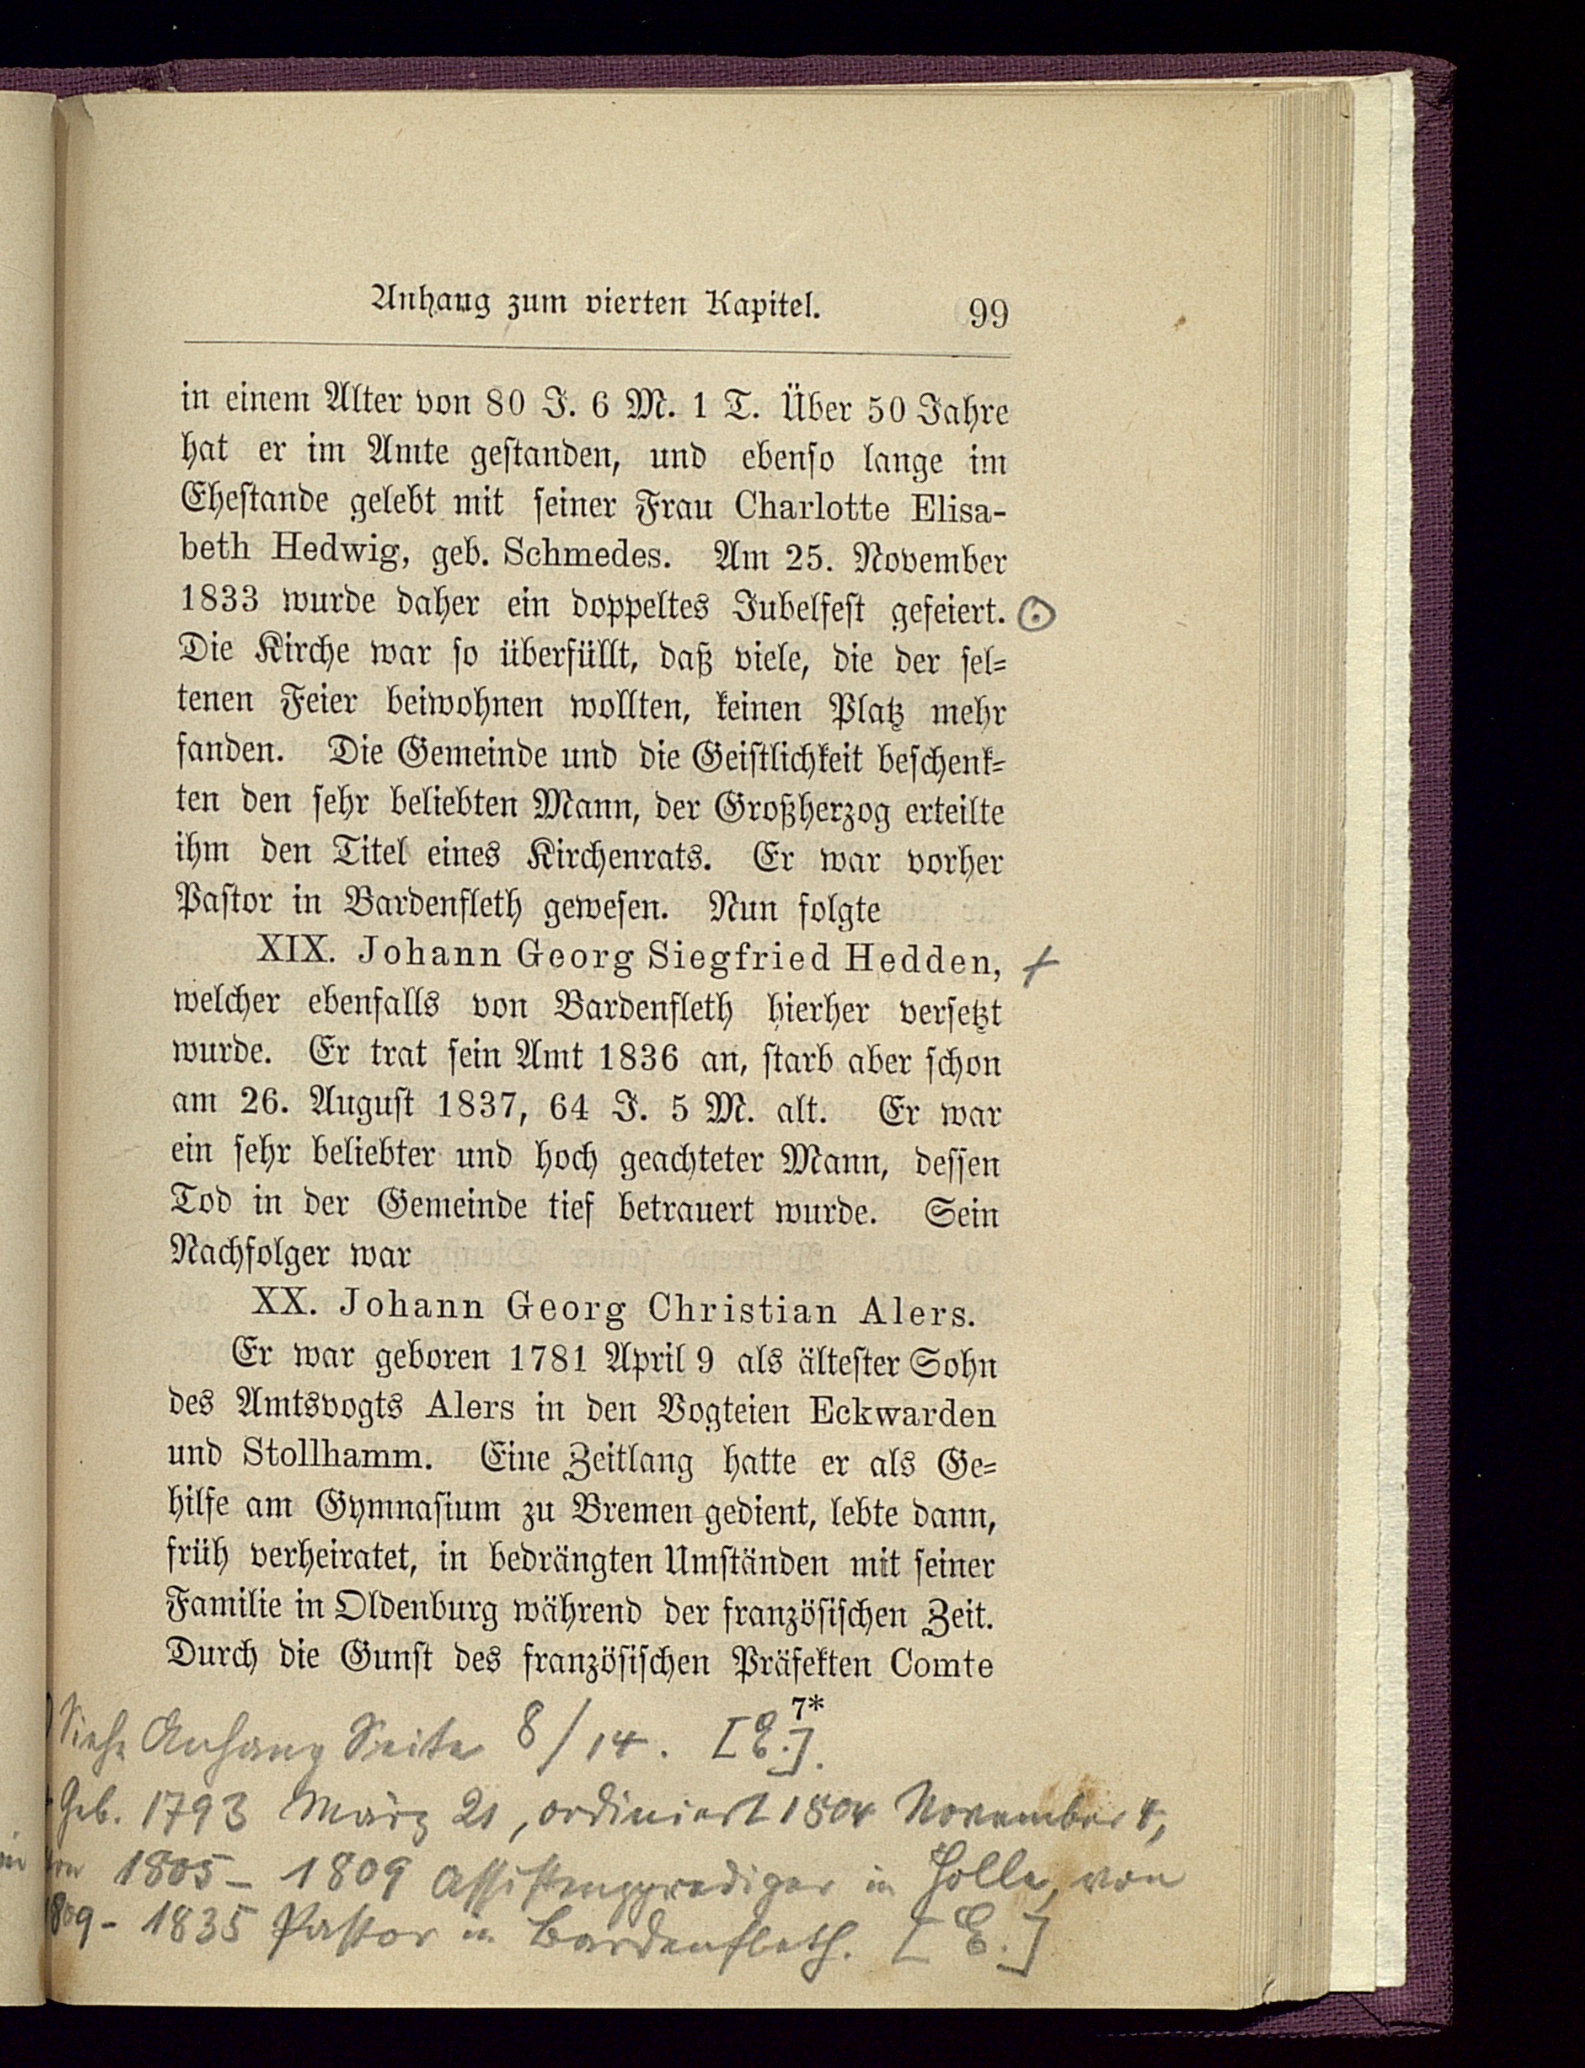 Anhang zum vierten Kapitel. 99
in einem Alter von 80 J. 6 M. 1 T. Über 50 Jahre
hat er im Amte gestanden, und ebenso lange im
Ehestande gelebt mit seiner Frau Charlotte Elisa-
beth Hedwig, geb. Schmedes. Am 25. November
1833 wurde daher ein doppeltes Jubelfest gefeiert.
Die Kirche war so überfüllt, daß viele, die der sel-
tenen Feier beiwohnen wollten, keinen Platz mehr
fanden. Die Gemeinde und die Geistlichkeit beschenk-
ten den sehr beliebten Mann, der Großherzog erteilte
ihm den Titel eines Kirchenrats. Er war vorher
Pastor in Bardenfleth gewesen. Nun folgte
XIX. Johann Georg Siegfried Hedden, +
welcher ebenfalls von Bardenfleth hierher versetzt
wurde. Er trat sein Amt 1836 an, starb aber schon
am 26. August 1837, 64 J. 5 M. alt. Er war
ein sehr beliebter und hoch geachteter Mann, dessen
Tod in der Gemeinde tief betrauert wurde. Sein
Nachfolger war
XX. Johann Georg Christian Alers.
Er war geboren 1781 April 9 als ältester Sohn
des Amtsvogts Alers in den Vogteien Eckwarden
und Stollhamm. Eine Zeitlang hatte er als Ge-
hilfe am Gymnasium zu Bremen gedient, lebte dann,
früh verheiratet, in bedrängten Umständen mit seiner
Familie in Oldenburg während der französischen Zeit.
Durch die Gunst des französischen Präfekten Comte
7*
Siehe Anhang Seite 8/14. [E.].
Geb. 1793 März 21, ordiniert 1804 November 4,
von 1805 - 1809 Assistenzprediger in Holle, von
1809 - 1835 Pastor in Bardenfleth. [E.]